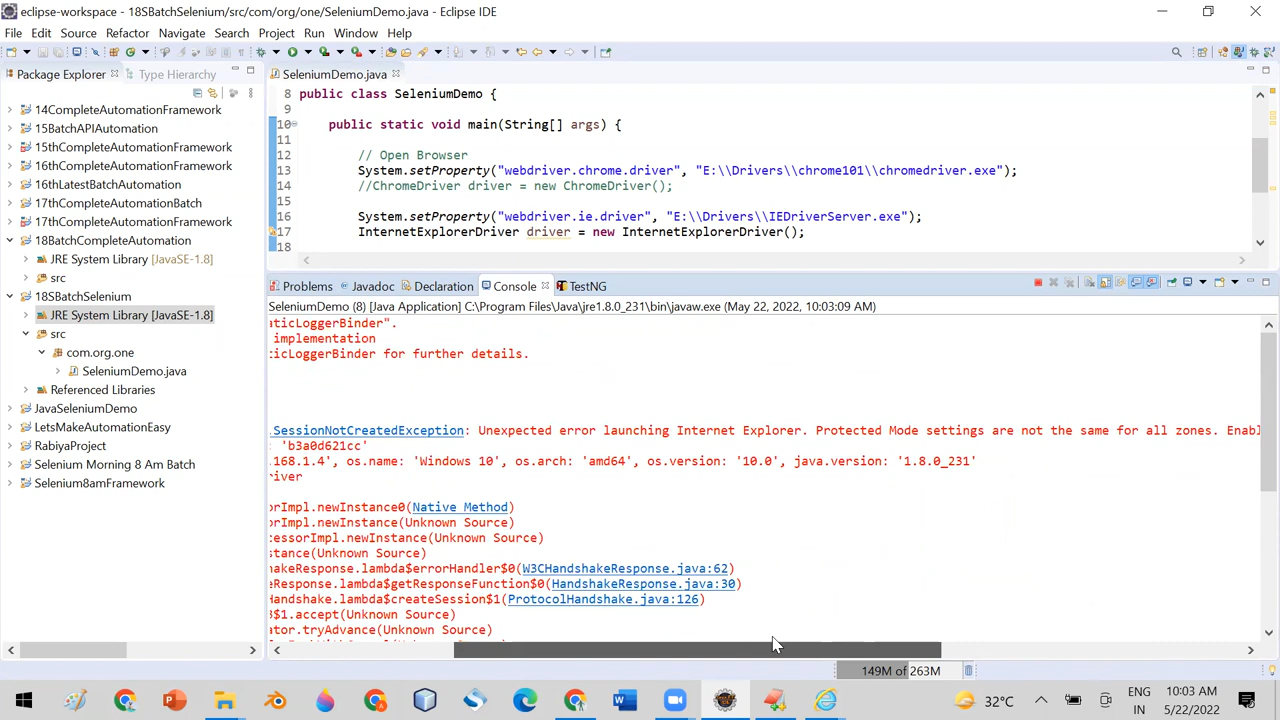 eclipse-workspace - 18SBatchSelenium/src/com/org/one/SeleniumDemo.java - Eclipse IDE
File Edit Source Refactor Navigate Search Project Run Window Help
Package Explorer Type Hierarchy
14CompleteAutomationFramework
15BatchAPIAutomation
15thCompleteAutomationFramework
16thCompleteAutomationFramework
16thLatestBatchAutomation
17thCompleteAutomationBatch
17thCompleteAutomationFramework
18BatchCompleteAutomation
JRE System Library [JavaSE-1.8]
src
18SBatchSelenium
JRE System Library [JavaSE-1.8]
src
com.org.one
SeleniumDemo.java
Referenced Libraries
JavaSeleniumDemo
LetsMakeAutomationEasy
RabiyaProject
Selenium Morning 8 Am Batch
Selenium8amFramework
SeleniumDemo.java
8 public class SeleniumDemo {
9
10 public static void main(String[] args) {
11
12 // Open Browser
13 System.setProperty("webdriver.chrome.driver", "E:\\Drivers\\chrome101\\chromedriver.exe");
14 //ChromeDriver driver = new ChromeDriver();
15
16 System.setProperty("webdriver.ie.driver", "E:\\Drivers\\IEDriverServer.exe");
17 InternetExplorerDriver driver = new InternetExplorerDriver();
18
Problems Javadoc Declaration Console TestNG
SeleniumDemo (8) [Java Application] C:\Program Files\Java\jre1.8.0_231\bin\javaw.exe (May 22, 2022, 10:03:09 AM)
aticLoggerBinder".
implementation
ticLoggerBinder for further details.
.SessionNotCreatedException: Unexpected error launching Internet Explorer. Protected Mode settings are not the same for all zones. Enabl
'b3a0d621cc'
.168.1.4', os.name: 'Windows 10', os.arch: 'amd64', os.version: '10.0', java.version: '1.8.0_231'
river
orImpl.newInstance0(Native Method)
orImpl.newInstance(Unknown Source)
cessorImpl.newInstance(Unknown Source)
stance(Unknown Source)
hakeResponse.lambda$errorHandler$0(W3CHandshakeResponse.java:62)
eResponse.lambda$getResponseFunction$0(HandshakeResponse.java:30)
Handshake.lambda$createSession$1(ProtocolHandshake.java:126)
3$1.accept(Unknown Source)
ator.tryAdvance(Unknown Source)
149M of 263M
32°C
ENG
IN
10:03 AM
5/22/2022